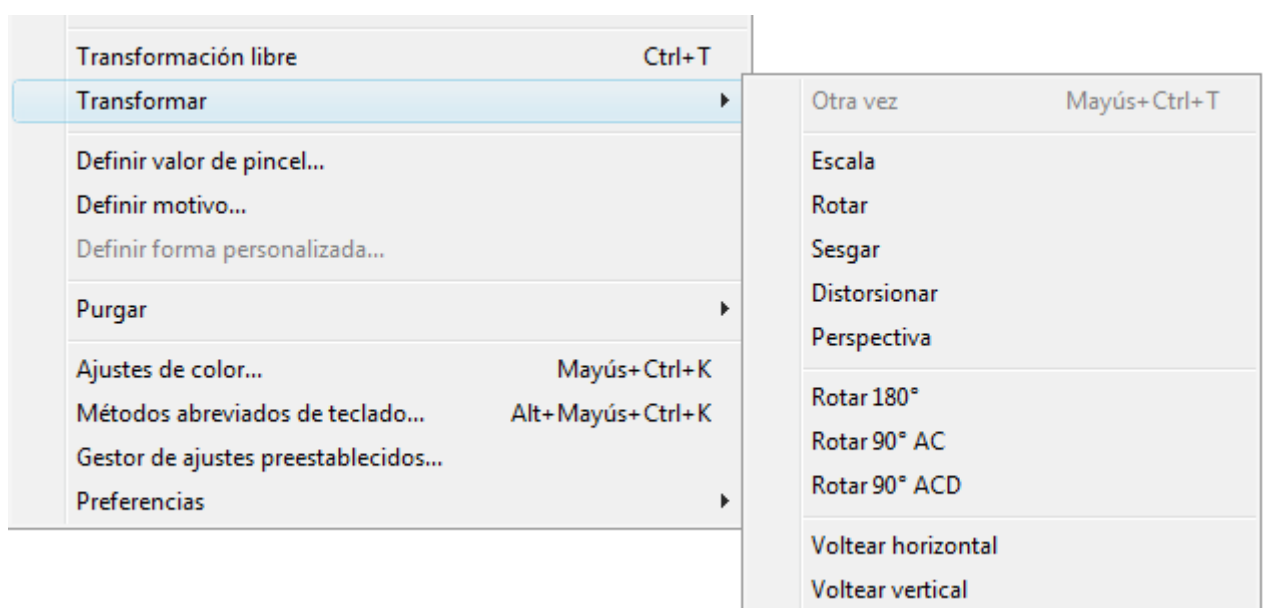 Transformación libre Ctrl+T
Transformar
Definir valor de pincel...
Definir motivo...
Definir forma personalizada...
Purgar
Ajustes de color... Mayús+Ctrl+K
Métodos abreviados de teclado... Alt+Mayús+Ctrl+K
Gestor de ajustes preestablecidos...
Preferencias
Otra vez Mayús+Ctrl+T
Escala
Rotar
Sesgar
Distorsionar
Perspectiva
Rotar 180°
Rotar 90° AC
Rotar 90° ACD
Voltear horizontal
Voltear vertical